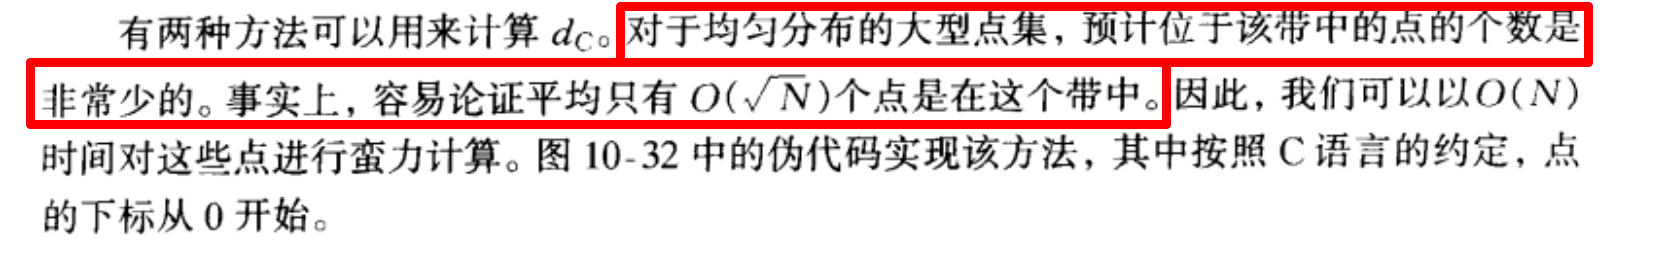 有两种方法可以用来计算 dC。对于均匀分布的大型点集，预计位于该带中的点的个数是
非常少的。事实上，容易论证平均只有 O(√N)个点是在这个带中。因此，我们可以以O(N)
时间对这些点进行蛮力计算。图 10-32 中的伪代码实现该方法，其中按照 C 语言的约定，点
的下标从 0 开始。